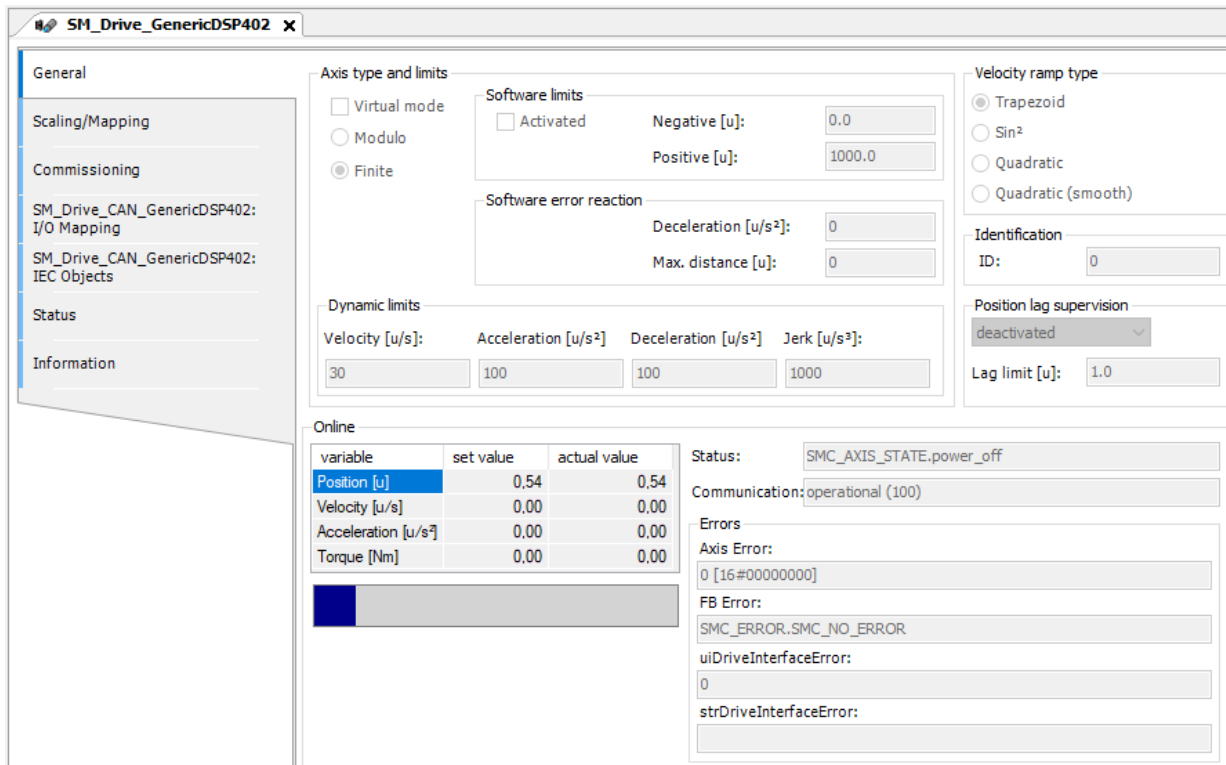 SM_Drive_GenericDSP402
General
Scaling/Mapping
Commissioning
SM_Drive_CAN_GenericDSP402:
I/O Mapping
SM_Drive_CAN_GenericDSP402:
IEC Objects
Status
Information
Axis type and limits
Virtual mode
Modulo
Finite
Software limits
Activated
Negative [u]: 0.0
Positive [u]: 1000.0
Software error reaction
Deceleration [u/s²]: 0
Max. distance [u]: 0
Dynamic limits
Velocity [u/s]: Acceleration [u/s²] Deceleration [u/s²] Jerk [u/s³]:
30 100 100 1000
Velocity ramp type
Trapezoid
Sin²
Quadratic
Quadratic (smooth)
Identification
ID: 0
Position lag supervision
deactivated
Lag limit [u]: 1.0
Online
variable set value actual value
Position [u] 0,54 0,54
Velocity [u/s] 0,00 0,00
Acceleration [u/s²] 0,00 0,00
Torque [Nm] 0,00 0,00
Status: SMC_AXIS_STATE.power_off
Communication: operational (100)
Errors
Axis Error:
0 [16#00000000]
FB Error:
SMC_ERROR.SMC_NO_ERROR
uiDriveInterfaceError:
0
strDriveInterfaceError: